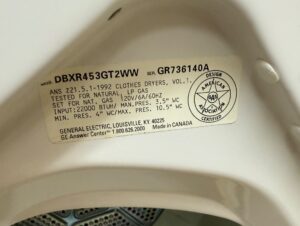 MODEL DBXR453GT2WW SER. GR736140A
ANS Z21.5.1-1992 CLOTHES DRYERS, VOL.1,
TESTED FOR NATURAL, LP GAS
SET FOR NAT. GAS 120V/6A/60HZ
INPUT:22000 BTUH/ MAN.PRES. 3.5" WC
MIN. PRES. 4" WC/MAX. PRES. 10.5" WC
GENERAL ELECTRIC, LOUISVILLE, KY 40225
GE Answer Center™ 1.800.626.2000 Made in CANADA
DESIGN
AMERICAN
CERTIFIED